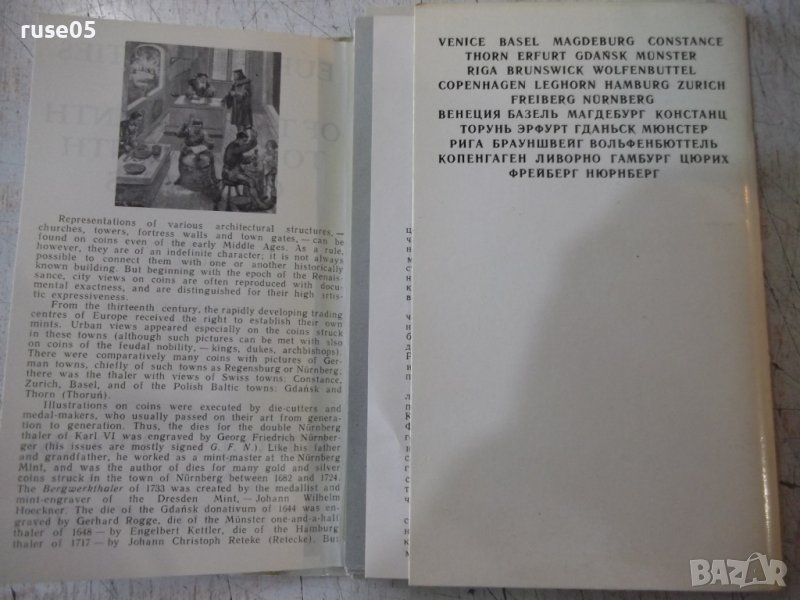 ruse05
VENICE BASEL MAGDEBURG CONSTANCE
THORN ERFURT GDAŃSK MÜNSTER
RIGA BRUNSWICK WOLFENBUTTEL
COPENHAGEN LEGHORN HAMBURG ZURICH
FREIBERG NÜRNBERG
ВЕНЕЦИЯ БАЗЕЛЬ МАГДЕБУРГ КОНСТАНЦ
ТОРУНЬ ЭРФУРТ ГДАНЬСК МЮНСТЕР
РИГА БРАУНШВЕЙГ ВОЛЬФЕНБЮТТЕЛЬ
КОПЕНГАГЕН ЛИВОРНО ГАМБУРГ ЦЮРИХ
ФРЕЙБЕРГ НЮРНБЕРГ
Representations of various architectural structures, —
churches, towers, fortress walls and town gates, — can be
found on coins even of the early Middle Ages. As a rule,
however, they are of an indefinite character; it is not always
possible to connect them with one or another historically
known building. But beginning with the epoch of the Renais-
sance, city views on coins are often reproduced with docu-
mental exactness, and are distinguished for their high artis-
tic expressiveness.
From the thirteenth century, the rapidly developing trading
centres of Europe received the right to establish their own
mints. Urban views appeared especially on the coins struck
in these towns (although such pictures can be met with also
on coins of the feudal nobility, — kings, dukes, archbishops).
There were comparatively many coins with pictures of Ger-
man towns, chiefly of such towns as Regensburg or Nürnberg;
there was the thaler with views of Swiss towns: Constance,
Zurich, Basel, and of the Polish Baltic towns: Gdańsk and
Thorn (Thoruń).
Illustrations on coins were executed by die-cutters and
medal-makers, who usually passed on their art from genera-
tion to generation. Thus, the dies for the double Nürnberg
thaler of Karl VI was engraved by Georg Friedrich Nürnber-
ger (his issues are mostly signed G. F. N.). Like his father
and grandfather, he worked as a mint-master at the Nürnberg
Mint, and was the author of dies for many gold and silver
coins struck in the town of Nürnberg between 1682 and 1724.
The Bergwerkthaler of 1733 was created by the medallist and
mint-engraver of the Dresden Mint, — Johann Wilhelm
Hoeckner. The die of the Gdańsk donativum of 1644 was en-
graved by Gerhard Rogge, die of the Münster one-and-a-half
thaler of 1648 — by Engelbert Kettler, die of the Hamburg
thaler of 1717 — by Johann Christoph Reteke (Retecke). Bu:
BAZAR